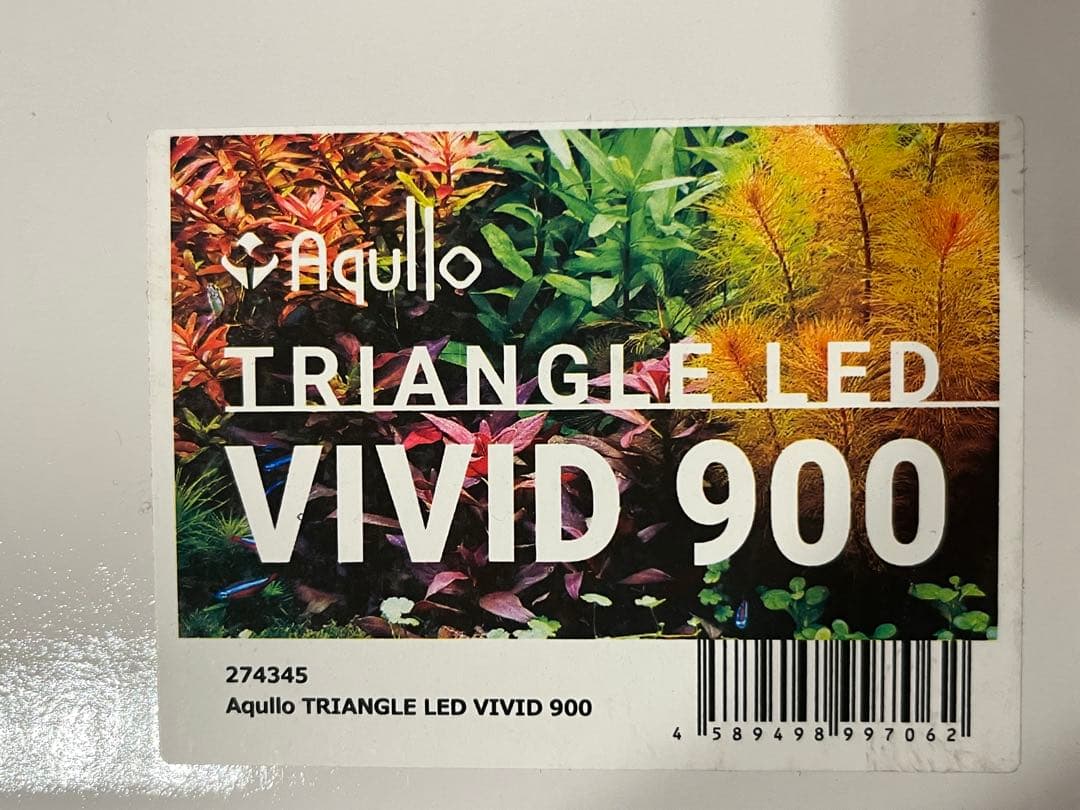 Aqullo
TRIANGLE LED
VIVID 900
274345
Aqullo TRIANGLE LED VIVID 900
4 589498 997062